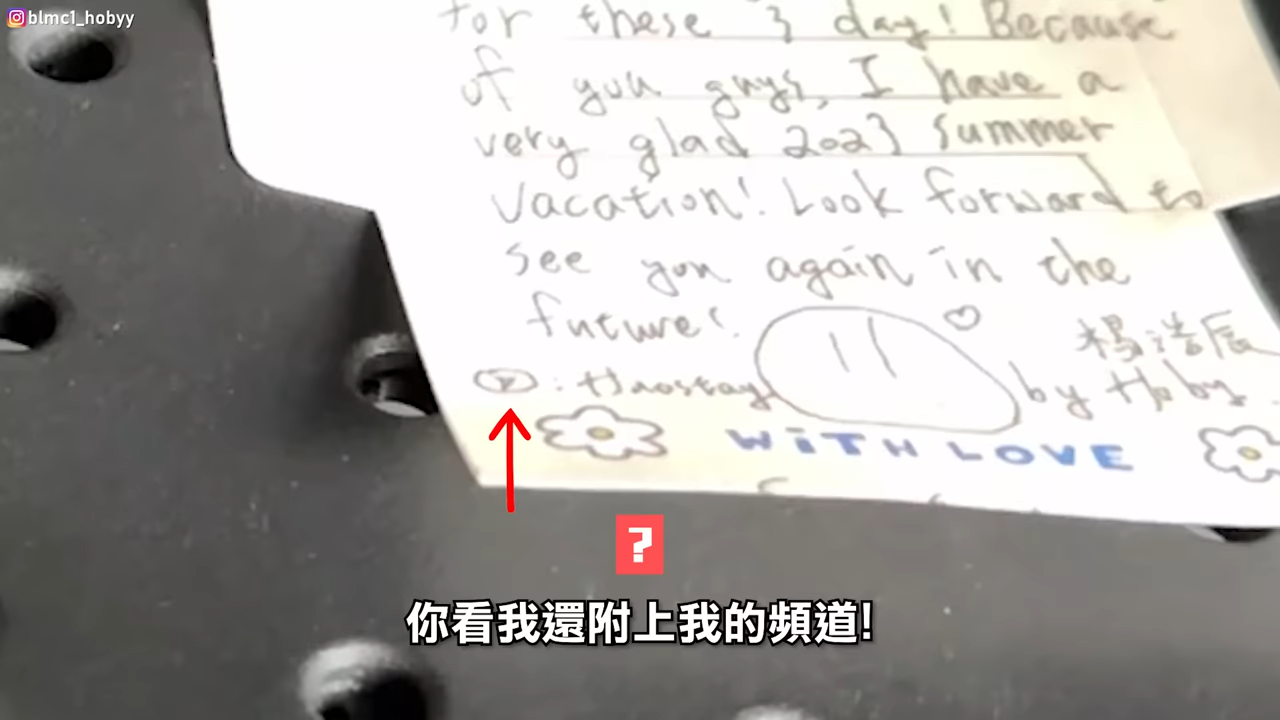 blmc1_hobyy
for these 3 day! Because
of you guys, I have a
very glad 2023 summer
vacation! Look forward to
see you again in the
future!
楊浩辰
: Haostay
by Hoby
WiTH LOVE
?
你看我還附上我的頻道!